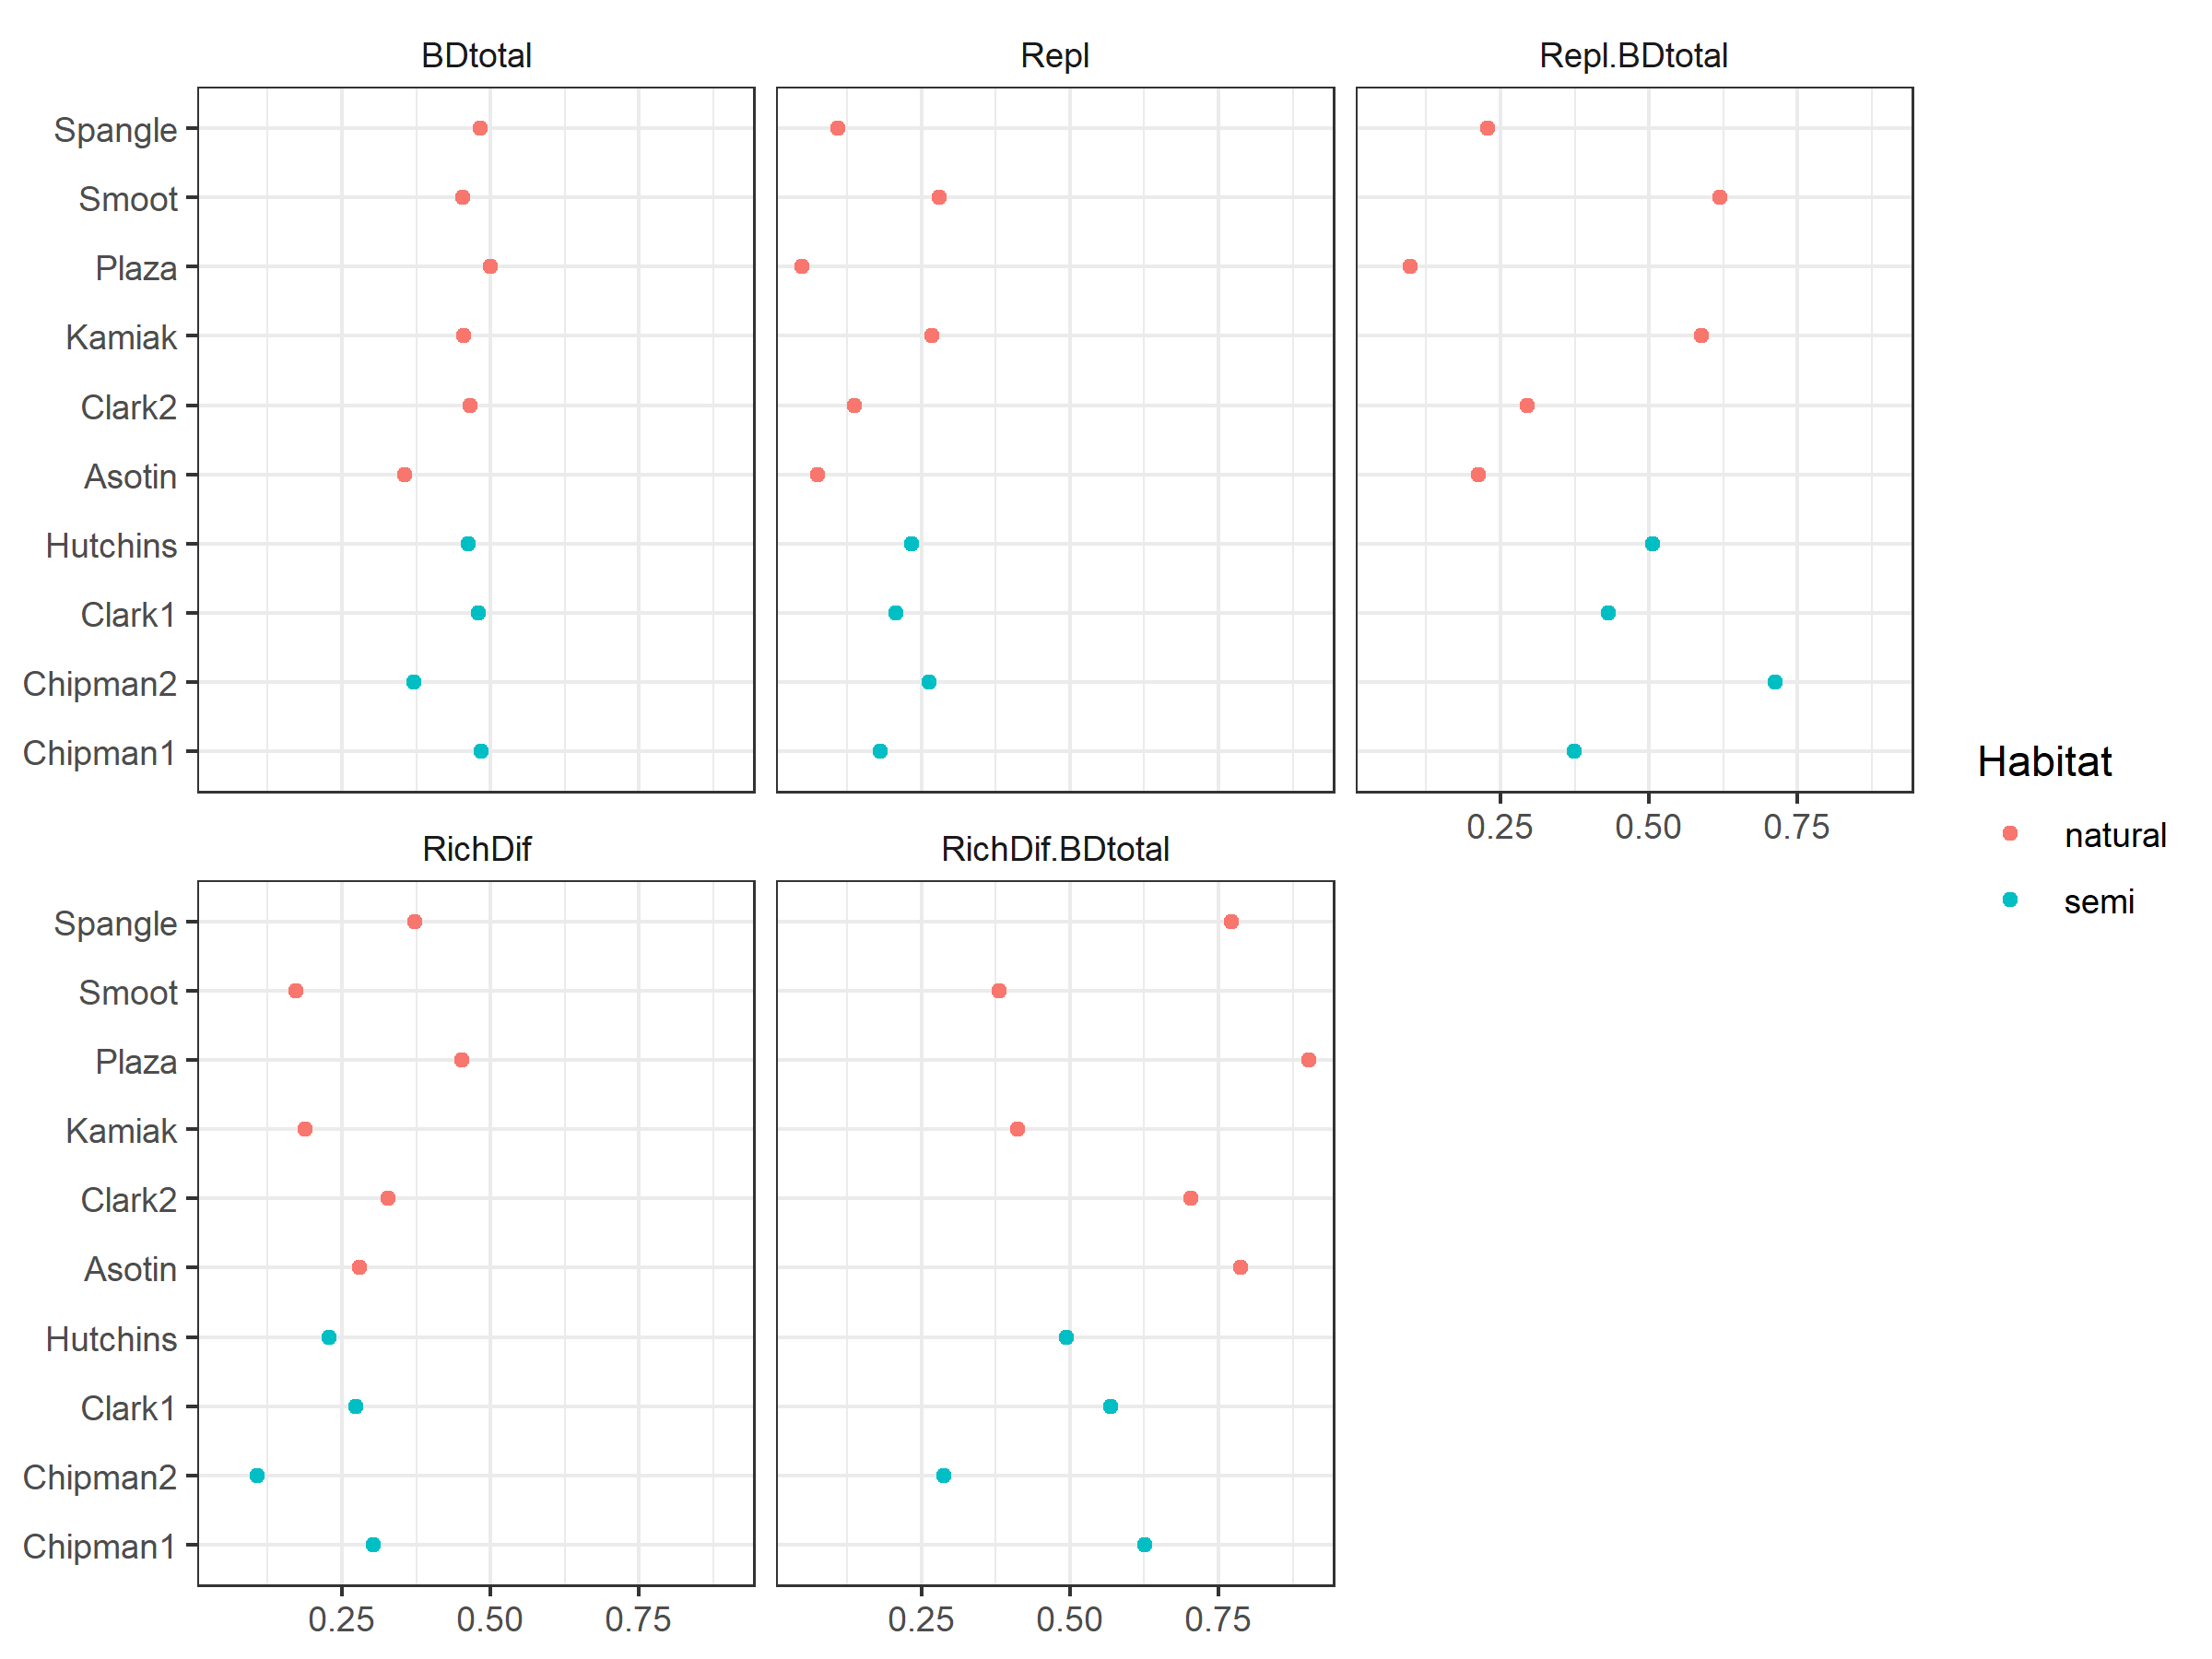 BDtotal Repl Repl.BDtotal
Spangle
Smoot
Plaza
Kamiak
Clark2
Asotin
Hutchins
Clark1
Chipman2
Chipman1
0.25 0.50 0.75
RichDif RichDif.BDtotal
Spangle
Smoot
Plaza
Kamiak
Clark2
Asotin
Hutchins
Clark1
Chipman2
Chipman1
0.25 0.50 0.75 0.25 0.50 0.75
Habitat
natural
semi